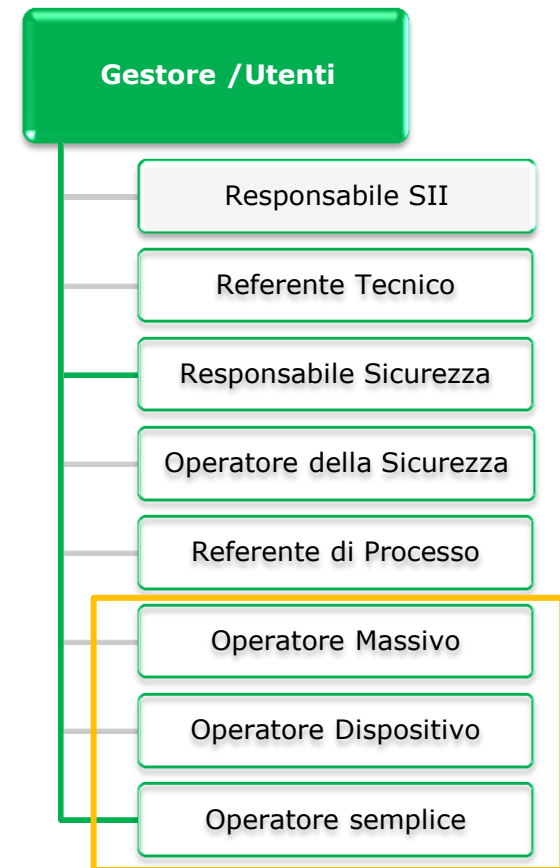 Gestore /Utenti
Responsabile SII
Referente Tecnico
Responsabile Sicurezza
Operatore della Sicurezza
Referente di Processo
Operatore Massivo
Operatore Dispositivo
Operatore semplice